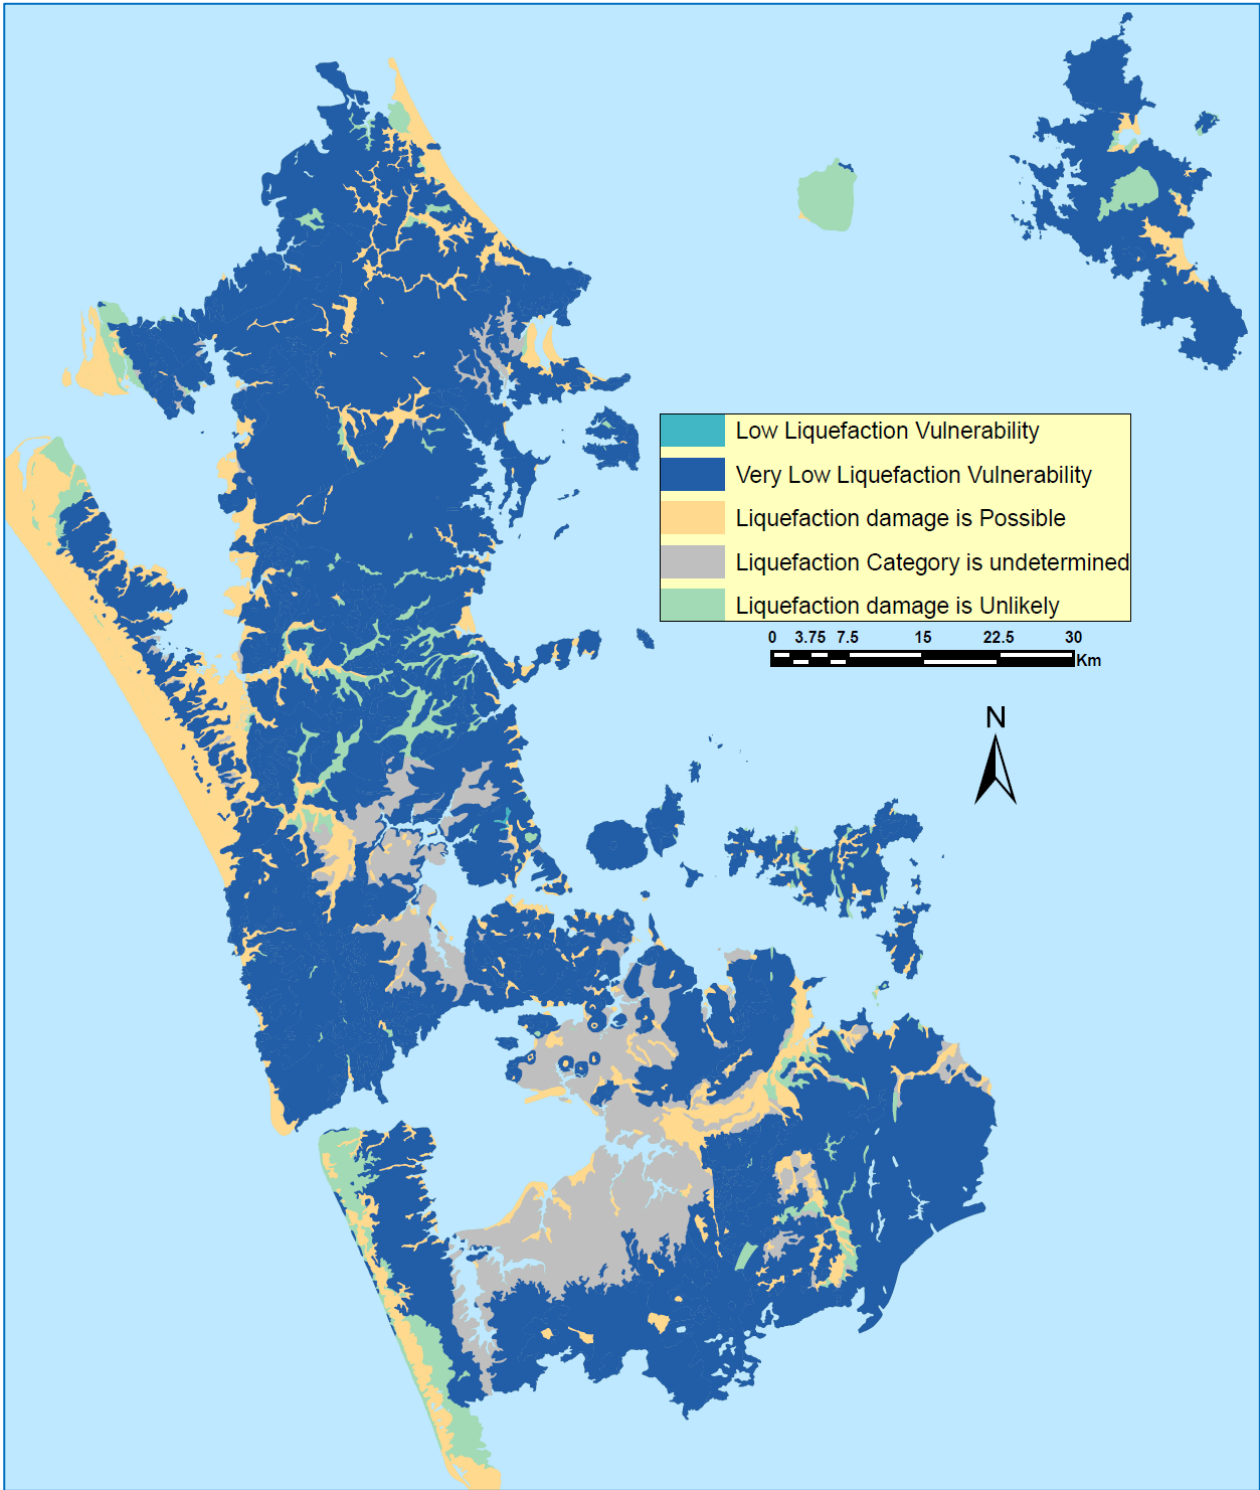 Low Liquefaction Vulnerability
Very Low Liquefaction Vulnerability
Liquefaction damage is Possible
Liquefaction Category is undetermined
Liquefaction damage is Unlikely
0 3.75 7.5 15 22.5 30
Km
N